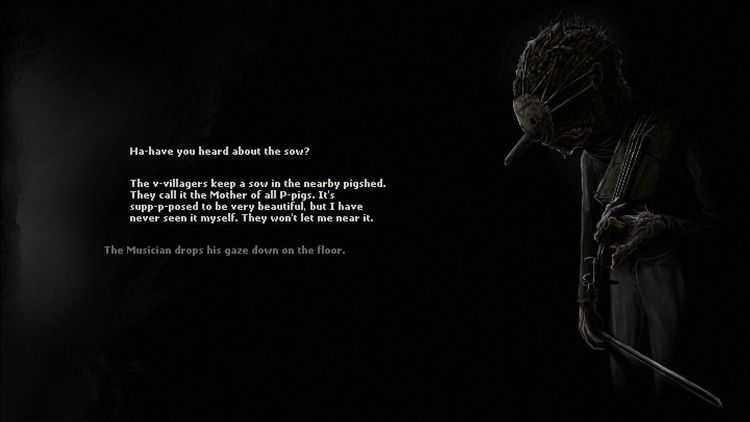 Ha-have you heard about the sow?
The v-villagers keep a sow in the nearby pigshed.
They call it the Mother of all P-pigs. It's
supp-p-posed to be very beautiful, but I have
never seen it myself. They won't let me near it.
The Musician drops his gaze down on the floor.